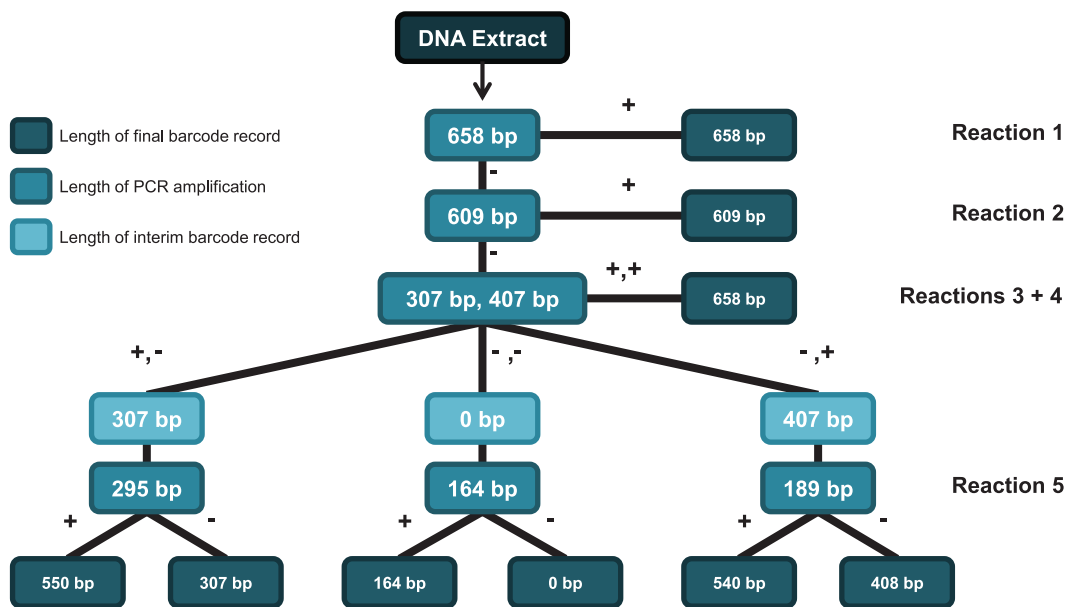 DNA Extract
+
658 bp
658 bp
Reaction 1
Length of final barcode record
-
Length of PCR amplification
+
609 bp
609 bp
Reaction 2
Length of interim barcode record
-
+,+
307 bp, 407 bp
658 bp
Reactions 3 + 4
+,-
- ,-
- ,+
307 bp
0 bp
407 bp
295 bp
164 bp
189 bp
Reaction 5
+
-
+
-
+
-
550 bp
307 bp
164 bp
0 bp
540 bp
408 bp